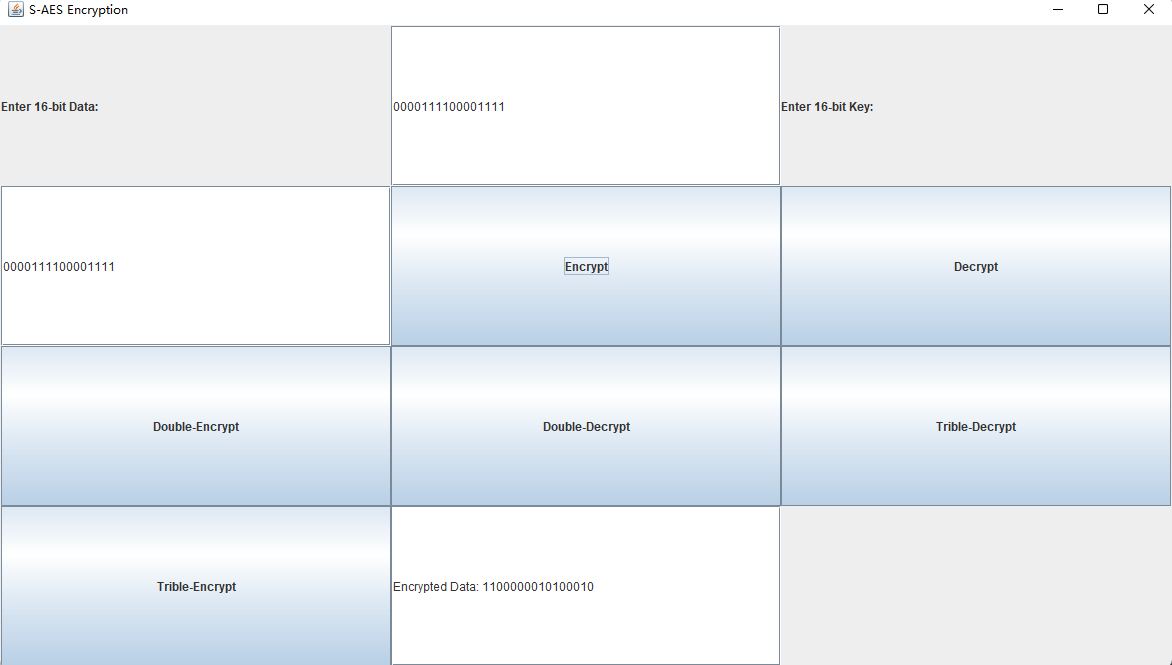 S-AES Encryption
Enter 16-bit Data:
0000111100001111
Enter 16-bit Key:
0000111100001111
Encrypt
Decrypt
Double-Encrypt
Double-Decrypt
Trible-Decrypt
Trible-Encrypt
Encrypted Data: 1100000010100010